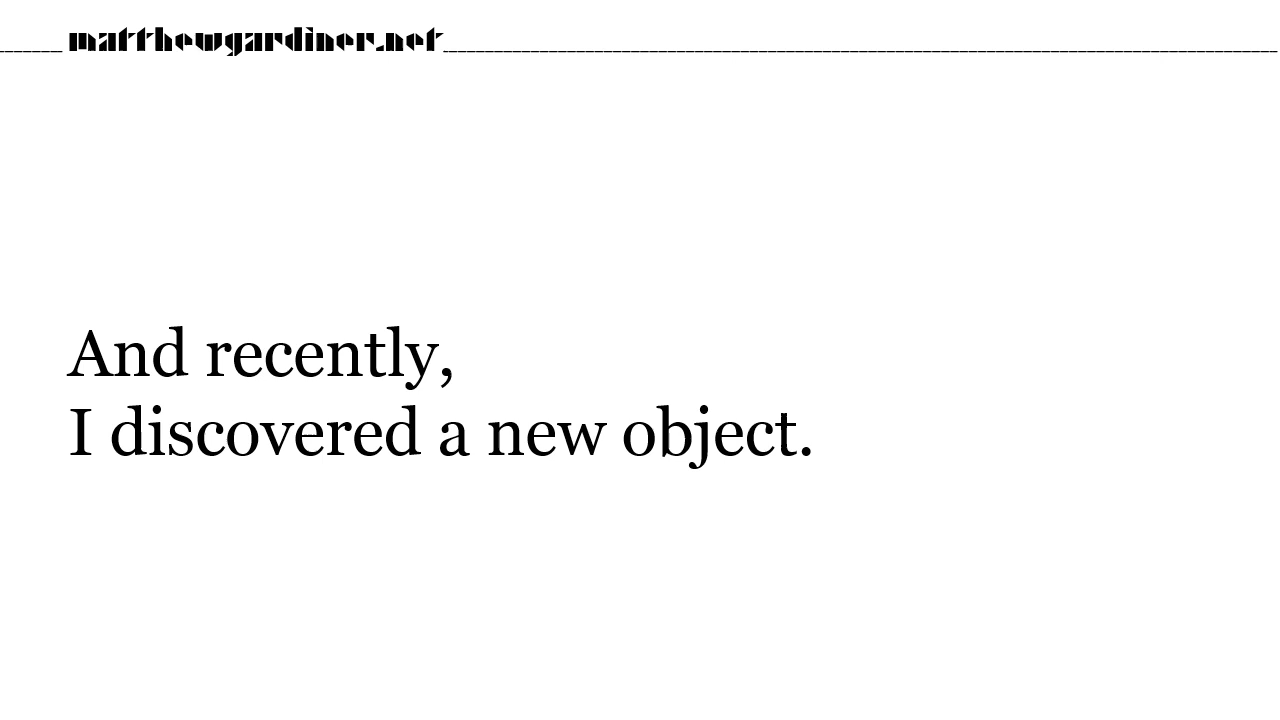 matthewgardiner.net
And recently,
I discovered a new object.